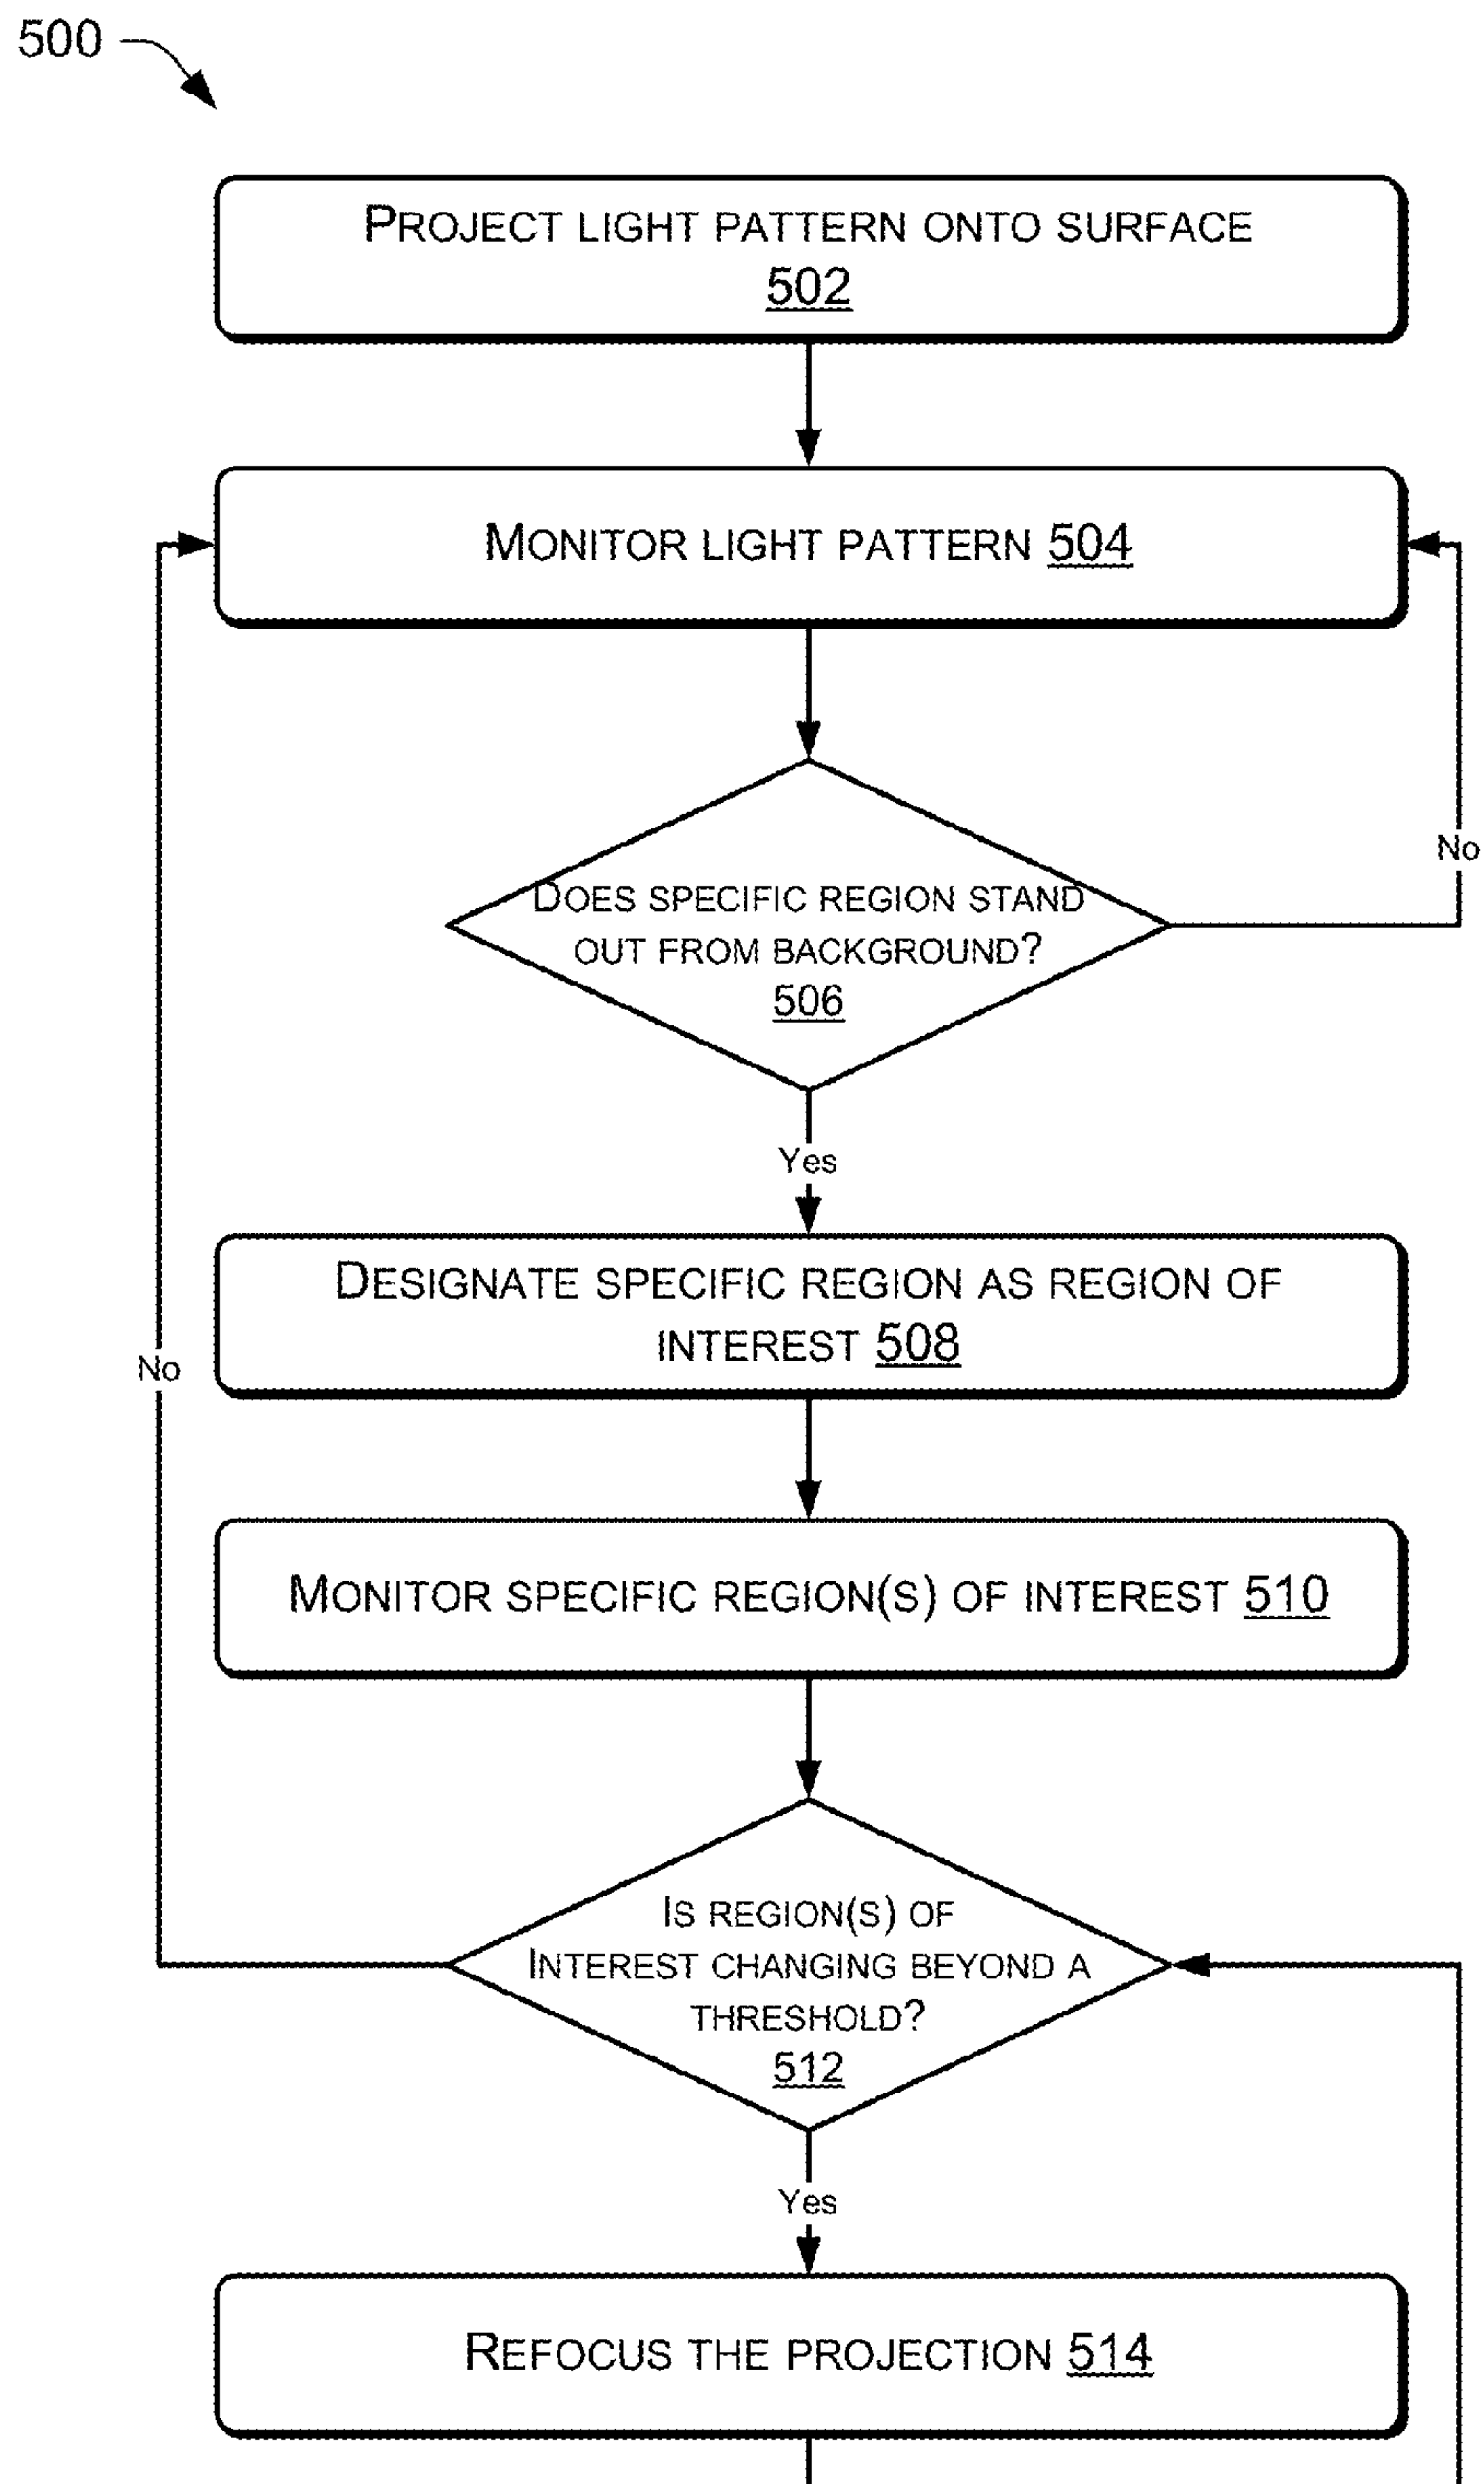 500
PROJECT LIGHT PATTERN ONTO SURFACE
502
MONITOR LIGHT PATTERN 504
DOES SPECIFIC REGION STAND
OUT FROM BACKGROUND?
506
No
Yes
DESIGNATE SPECIFIC REGION AS REGION OF
INTEREST 508
No
MONITOR SPECIFIC REGION(S) OF INTEREST 510
IS REGION(S) OF
INTEREST CHANGING BEYOND A
THRESHOLD?
512
Yes
REFOCUS THE PROJECTION 514